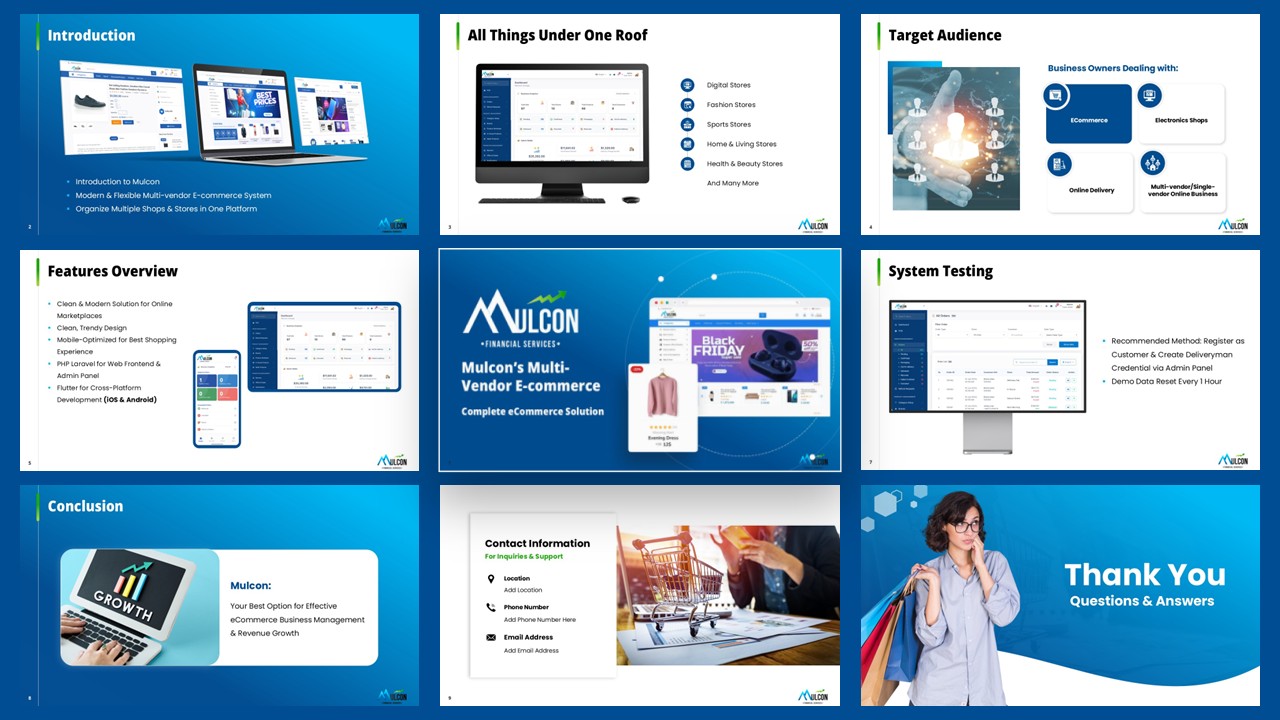 Introduction
BEST
PRICES
Introduction to Mulcon
Modern & Flexible Multi-vendor E-commerce System
Organize Multiple Shops & Stores in One Platform
2
MULCON
All Things Under One Roof
Digital Stores
Fashion Stores
Sports Stores
Home & Living Stores
Health & Beauty Stores
And Many More
3
MULCON
Target Audience
Business Owners Dealing with:
ECommerce
Electronics Shops
Online Delivery
Multi-vendor/Single-
vendor Online Business
4
MULCON
Features Overview
Clean & Modern Solution for Online
Marketplaces
Clean, Trendy Design
Mobile-Optimized for Best Shopping
Experience
PHP Laravel for Web Frontend &
Admin Panel
Flutter for Cross-Platform
Development (iOS & Android)
5
MULCON
MULCON
•FINANCIAL SERVICES•
Mulcon's Multi-
Vendor E-commerce
Complete eCommerce Solution
Black
FRIDAY
50%
Evening Dress
125
MULCON
System Testing
Recommended Method: Register as
Customer & Create Deliveryman
Credential via Admin Panel
Demo Data Reset Every 1 Hour
7
MULCON
Conclusion
GROWTH
Mulcon:
Your Best Option for Effective
eCommerce Business Management
& Revenue Growth
8
MULCON
Contact Information
For Inquiries & Support
Location
Add Location
Phone Number
Add Phone Number Here
Email Address
Add Email Address
9
MULCON
Thank You
Questions & Answers